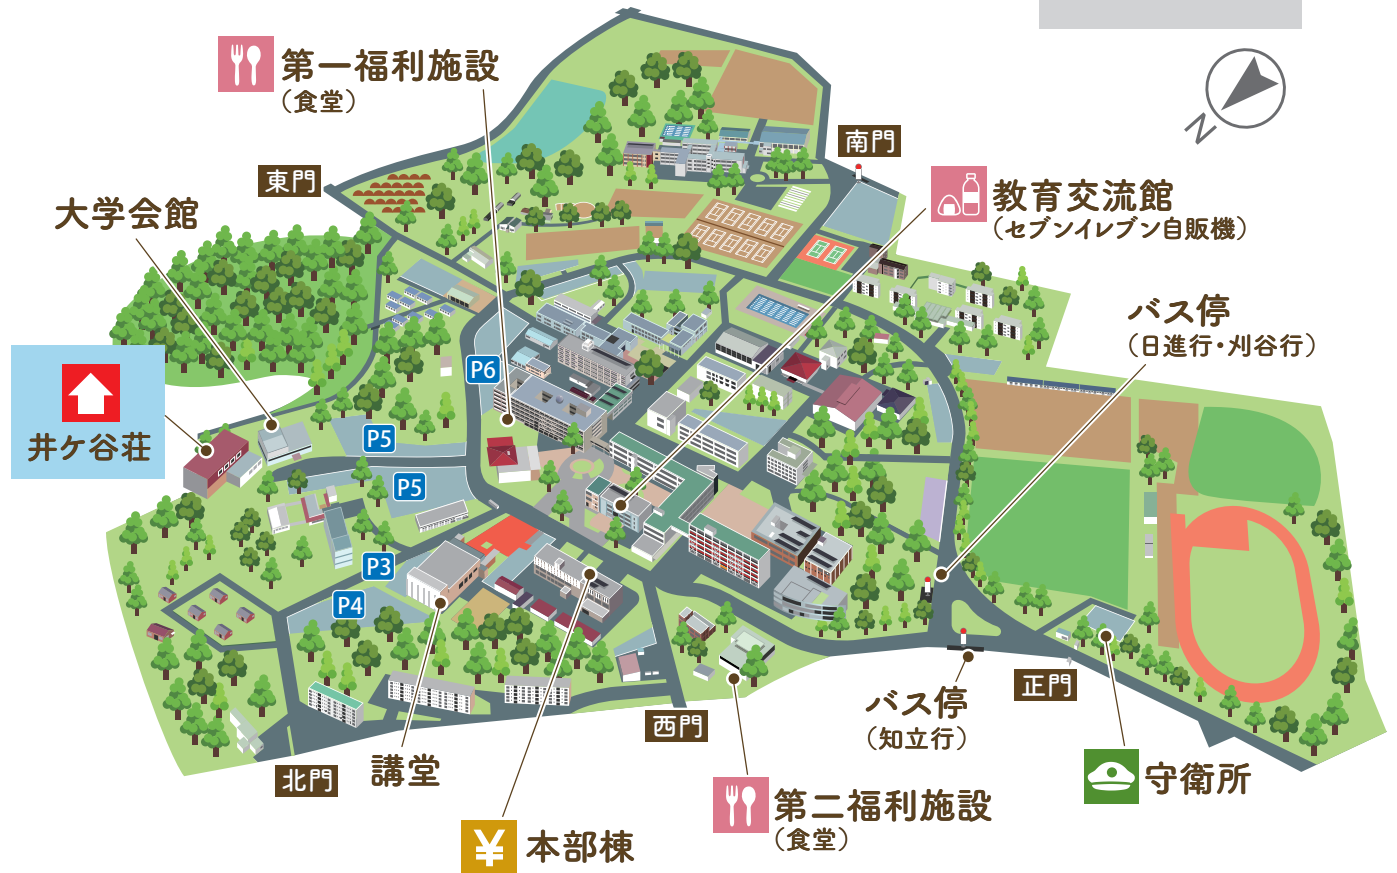 第一福利施設
（食堂）
南門
東門
教育交流館
（セブンイレブン自販機）
大学会館
N
バス停
（日進行・刈谷行）
P6
井ケ谷荘
P5
P5
P3
P4
バス停
（知立行）
正門
西門
北門
講堂
第二福利施設
（食堂）
守衛所
¥
本部棟